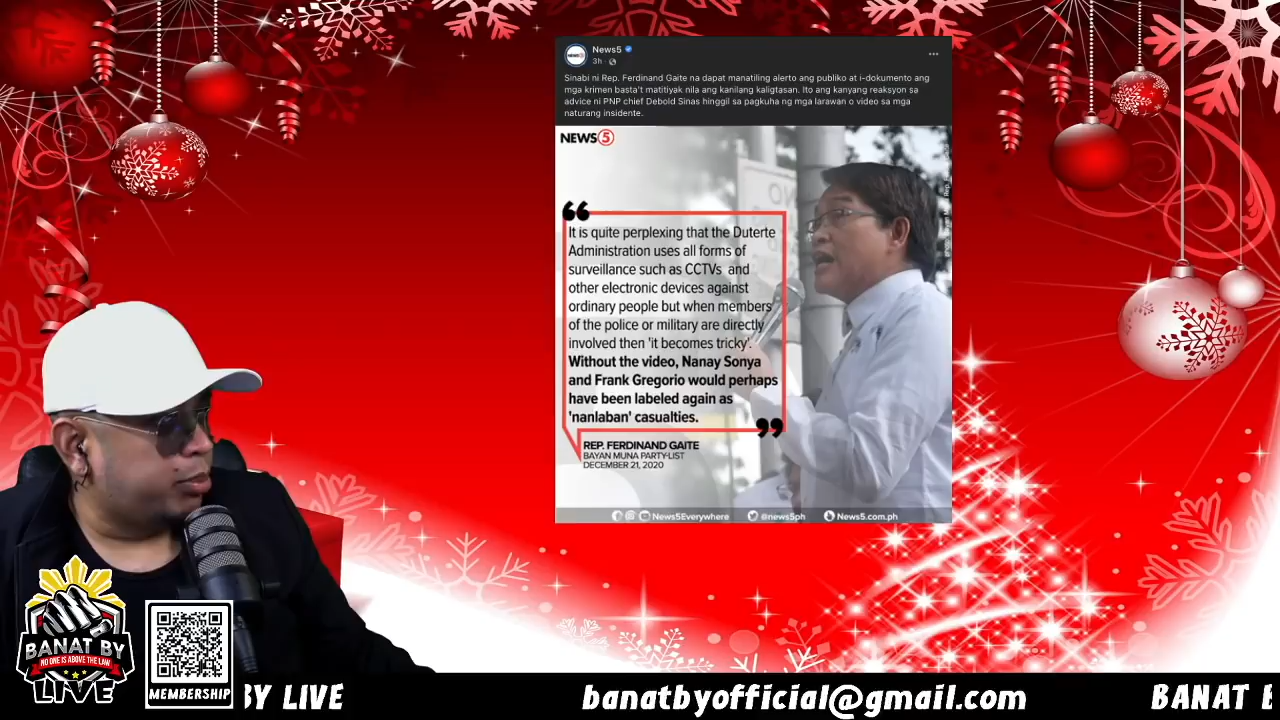 News5
3h
Sinabi ni Rep. Ferdinand Gaite na dapat manatiling alerto ang publiko at i-dokumento ang
mga krimen basta't matitiyak nila ang kanilang kaligtasan. Ito ang kanyang reaksyon sa
advice ni PNP chief Debold Sinas hinggil sa pagkuha ng mga larawan o video sa mga
naturang insidente.
NEWS5
“
It is quite perplexing that the Duterte
Administration uses all forms of
surveillance such as CCTVs and
other electronic devices against
ordinary people but when members
of the police or military are directly
involved then 'it becomes tricky'.
Without the video, Nanay Sonya
and Frank Gregorio would perhaps
have been labeled again as
'nanlaban' casualties.
”
REP. FERDINAND GAITE
BAYAN MUNA PARTY-LIST
DECEMBER 21, 2020
News5Everywhere @news5ph News5.com.ph
BANAT BY
NO ONE IS ABOVE THE LAW
LIVE
MEMBERSHIP
BY LIVE banatbyofficial@gmail.com BANAT B